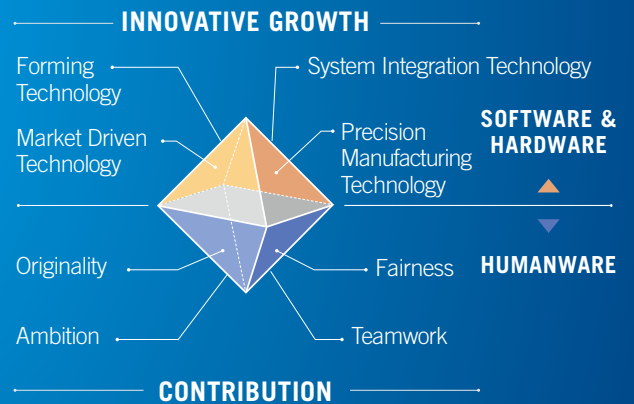 INNOVATIVE GROWTH
Forming
Technology
System Integration Technology
Market Driven
Technology
Precision
Manufacturing
Technology
SOFTWARE &
HARDWARE
Originality
Fairness
HUMANWARE
Ambition
Teamwork
CONTRIBUTION